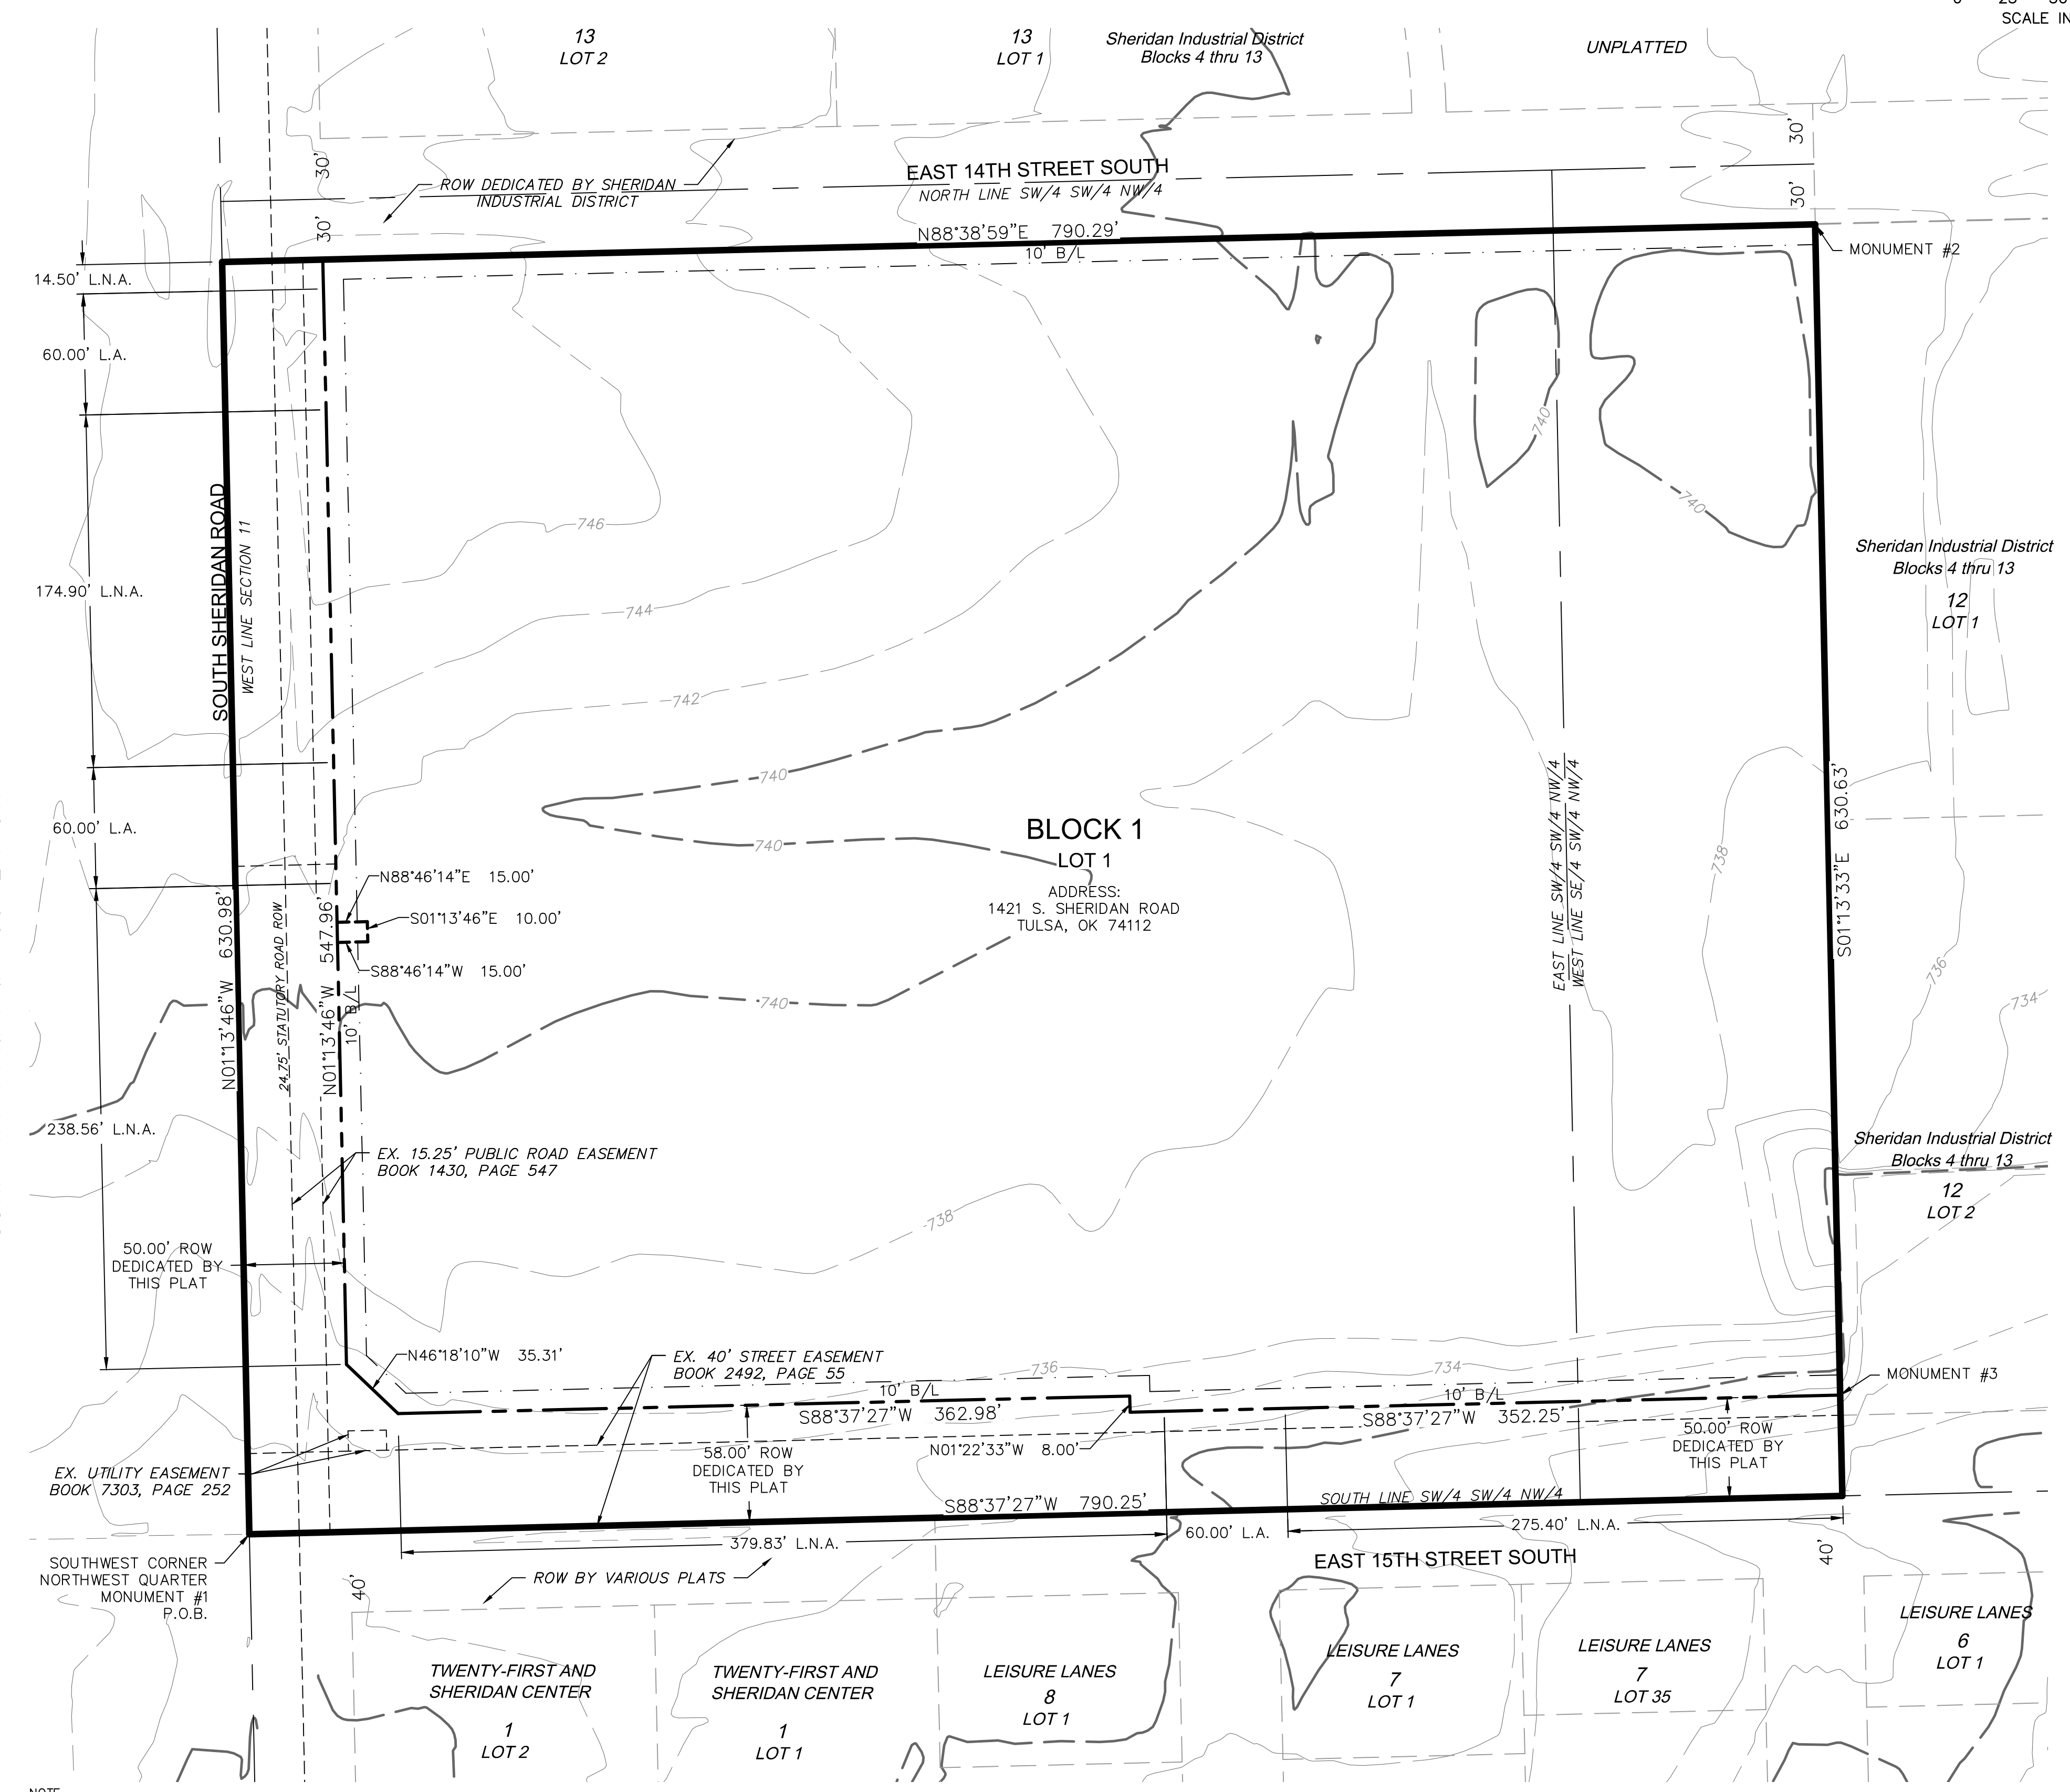 SCALE IN
13
LOT 2
13
LOT 1
Sheridan Industrial District
Blocks 4 thru 13
UNPLATTED
30'
30'
30'
30'
EAST 14TH STREET SOUTH
NORTH LINE SW/4 SW/4 NW/4
ROW DEDICATED BY SHERIDAN
INDUSTRIAL DISTRICT
N88°38'59"E 790.29'
10' B/L
MONUMENT #2
14.50' L.N.A.
60.00' L.A.
174.90' L.N.A.
60.00' L.A.
238.56' L.N.A.
SOUTH SHERIDAN ROAD
WEST LINE SECTION 11
746
744
742
740
740
740
740
740
738
738
736
736
734
734
Sheridan Industrial District
Blocks 4 thru 13
12
LOT 1
BLOCK 1
LOT 1
ADDRESS:
1421 S. SHERIDAN ROAD
TULSA, OK 74112
EAST LINE SW/4 SW/4 NW/4
WEST LINE SE/4 SW/4 NW/4
S01°13'33"E 630.63'
N88°46'14"E 15.00'
S01°13'46"E 10.00'
S88°46'14"W 15.00'
N01°13'46"W 630.98'
24.75' STATUTORY ROAD ROW
N01°13'46"W 547.96'
10' B/L
EX. 15.25' PUBLIC ROAD EASEMENT
BOOK 1430, PAGE 547
Sheridan Industrial District
Blocks 4 thru 13
12
LOT 2
50.00' ROW
DEDICATED BY
THIS PLAT
N46°18'10"W 35.31'
EX. 40' STREET EASEMENT
BOOK 2492, PAGE 55
10' B/L
S88°37'27"W 362.98'
10' B/L
S88°37'27"W 352.25'
MONUMENT #3
N01°22'33"W 8.00'
58.00' ROW
DEDICATED BY
THIS PLAT
50.00' ROW
DEDICATED BY
THIS PLAT
EX. UTILITY EASEMENT
BOOK 7303, PAGE 252
S88°37'27"W 790.25'
SOUTH LINE SW/4 SW/4 NW/4
379.83' L.N.A.
60.00' L.A.
275.40' L.N.A.
SOUTHWEST CORNER
NORTHWEST QUARTER
MONUMENT #1
P.O.B.
40'
ROW BY VARIOUS PLATS
EAST 15TH STREET SOUTH
40'
TWENTY-FIRST AND
SHERIDAN CENTER
1
LOT 2
TWENTY-FIRST AND
SHERIDAN CENTER
1
LOT 1
LEISURE LANES
8
LOT 1
LEISURE LANES
7
LOT 1
LEISURE LANES
7
LOT 35
LEISURE LANES
6
LOT 1